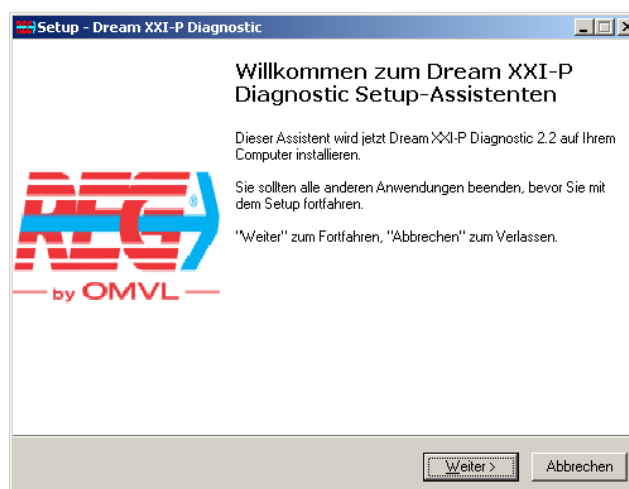 Setup - Dream XXI-P Diagnostic
Willkommen zum Dream XXI-P
Diagnostic Setup-Assistenten
Dieser Assistent wird jetzt Dream XXI-P Diagnostic 2.2 auf Ihrem
Computer installieren.
Sie sollten alle anderen Anwendungen beenden, bevor Sie mit
dem Setup fortfahren.
"Weiter" zum Fortfahren, "Abbrechen" zum Verlassen.
REG®
by OMVL
Weiter > Abbrechen